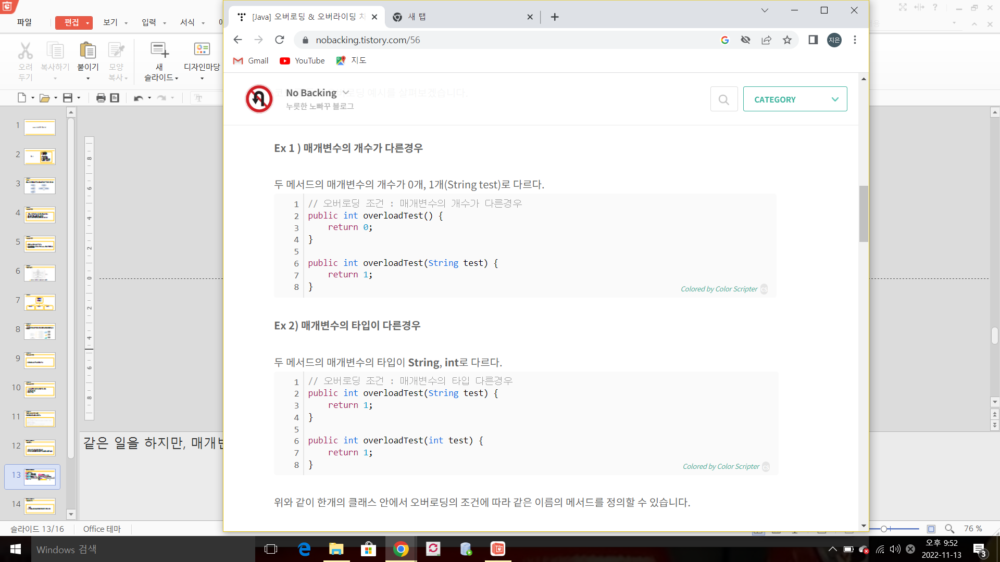 파일
편집
보기
입력
서식
오려
두기
복사하기
붙이기
모양
복사
새
슬라이드
디자인마당
[Java] 오버로딩 & 오버라이딩
새 탭
nobacking.tistory.com/56
지은
Gmail
YouTube
지도
No Backing
누룻한 노빠꾸 블로그
CATEGORY
Ex 1 ) 매개변수의 개수가 다른경우
두 메서드의 매개변수의 개수가 0개, 1개(String test)로 다르다.
1 // 오버로딩 조건 : 매개변수의 개수가 다른경우
2 public int overloadTest() {
3 return 0;
4 }
5
6 public int overloadTest(String test) {
7 return 1;
8 }
Colored by Color Scripter cs
Ex 2) 매개변수의 타입이 다른경우
두 메서드의 매개변수의 타입이 String, int로 다르다.
1 // 오버로딩 조건 : 매개변수의 타입 다른경우
2 public int overloadTest(String test) {
3 return 1;
4 }
5
6 public int overloadTest(int test) {
7 return 1;
8 }
Colored by Color Scripter cs
위와 같이 한개의 클래스 안에서 오버로딩의 조건에 따라 같은 이름의 메서드를 정의할 수 있습니다.
1
2
3
4
5
6
7
8
9
10
11
12
13
14
8
6
4
2
0
2
4
6
8
같은 일을 하지만,
슬라이드 13/16
Office 테마
76 %
Windows 검색
오후 9:52
2022-11-13
3